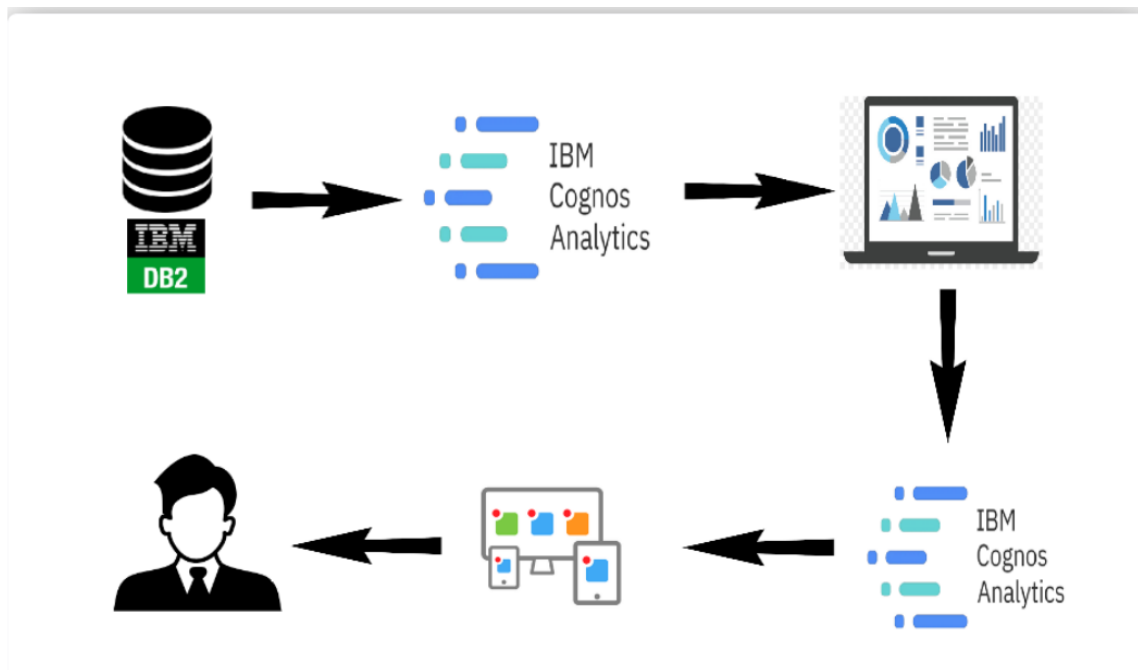 IBM
DB2
IBM
Cognos
Analytics
IBM
Cognos
Analytics